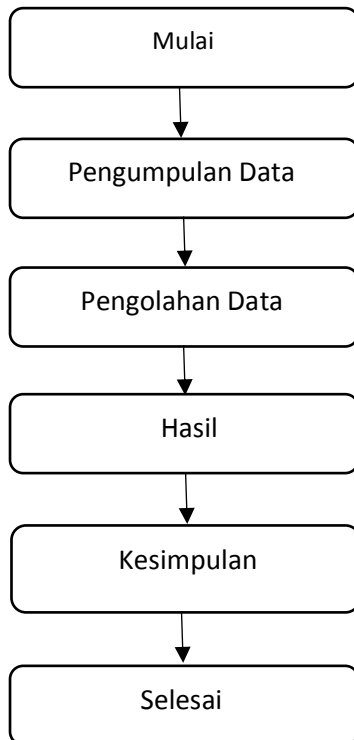 Mulai
Pengumpulan Data
Pengolahan Data
Hasil
Kesimpulan
Selesai